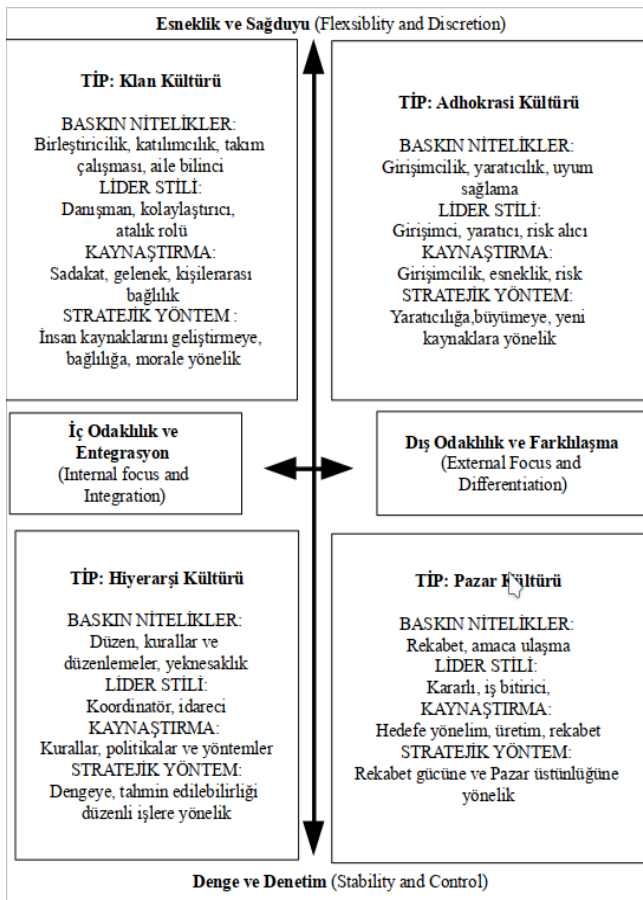 Esneklik ve Sağduyu (Flexsiblity and Discretion)
TİP: Klan Kültürü
BASKIN NİTELİKLER:
Birleştiricilik, katılımcılık, takım
çalışması, aile bilinci
LİDER STİLİ:
Danışman, kolaylaştırıcı,
atalık rolü
KAYNAŞTIRMA:
Sadakat, gelenek, kişilerarası
bağlılık
STRATEJİK YÖNTEM :
İnsan kaynaklarını geliştirmeye,
bağlılığa, morale yönelik
TİP: Adhokrasi Kültürü
BASKIN NİTELİKLER:
Girişimcilik, yaratıcılık, uyum
sağlama
LİDER STİLİ:
Girişimci, yaratıcı, risk alıcı
KAYNAŞTIRMA:
Girişimcilik, esneklik, risk
STRATEJİK YÖNTEM:
Yaratıcılığa,büyümeye, yeni
kaynaklara yönelik
İç Odaklılık ve
Entegrasyon
(Internal focus and
Integration)
Dış Odaklılık ve Farklılaşma
(External Focus and
Differentiation)
TİP: Hiyerarşi Kültürü
BASKIN NİTELİKLER:
Düzen, kurallar ve
düzenlemeler, yeknesaklık
LİDER STİLİ:
Koordinatör, idareci
KAYNAŞTIRMA:
Kurallar, politikalar ve yöntemler
STRATEJİK YÖNTEM:
Dengeye, tahmin edilebilirliği
düzenli işlere yönelik
TİP: Pazar Kültürü
BASKIN NİTELİKLER:
Rekabet, amaca ulaşma
LİDER STİLİ:
Kararlı, iş bitirici,
KAYNAŞTIRMA:
Hedefe yönelim, üretim, rekabet
STRATEJİK YÖNTEM:
Rekabet gücüne ve Pazar üstünlüğüne
yönelik
Denge ve Denetim (Stability and Control)